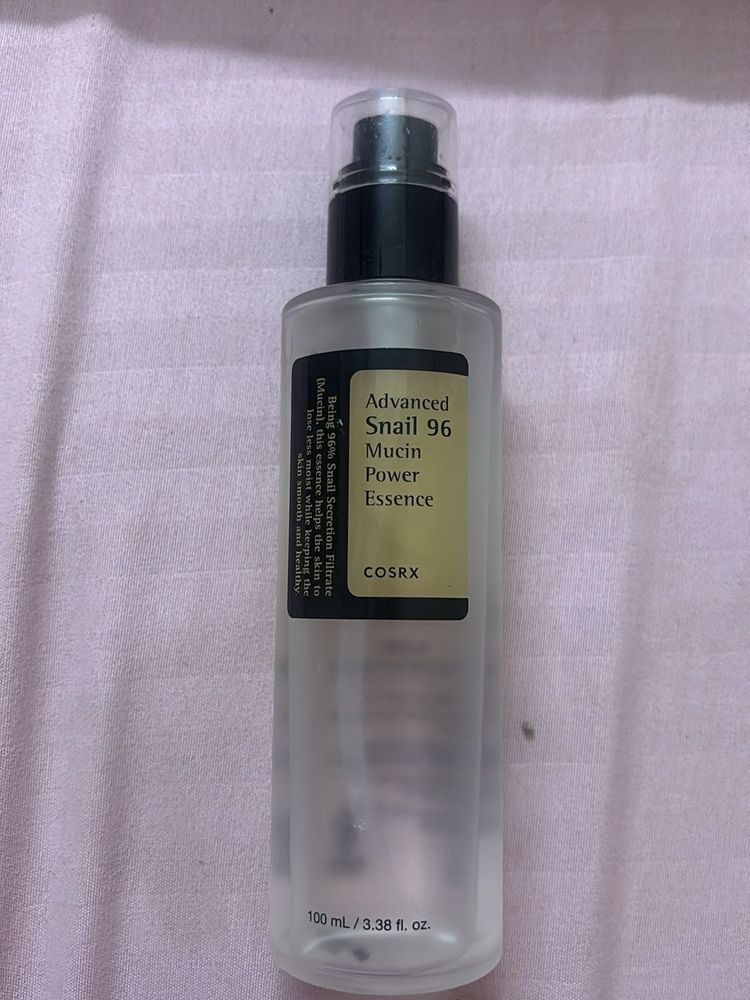 Advanced
Snail 96
Mucin
Power
Essence
COSRX
Being 96% Snail Secretion Filtrate
(Mucin), this essence helps the skin to
lose less moist while keeping the
skin smooth and healthy.
100 mL / 3.38 fl. oz.